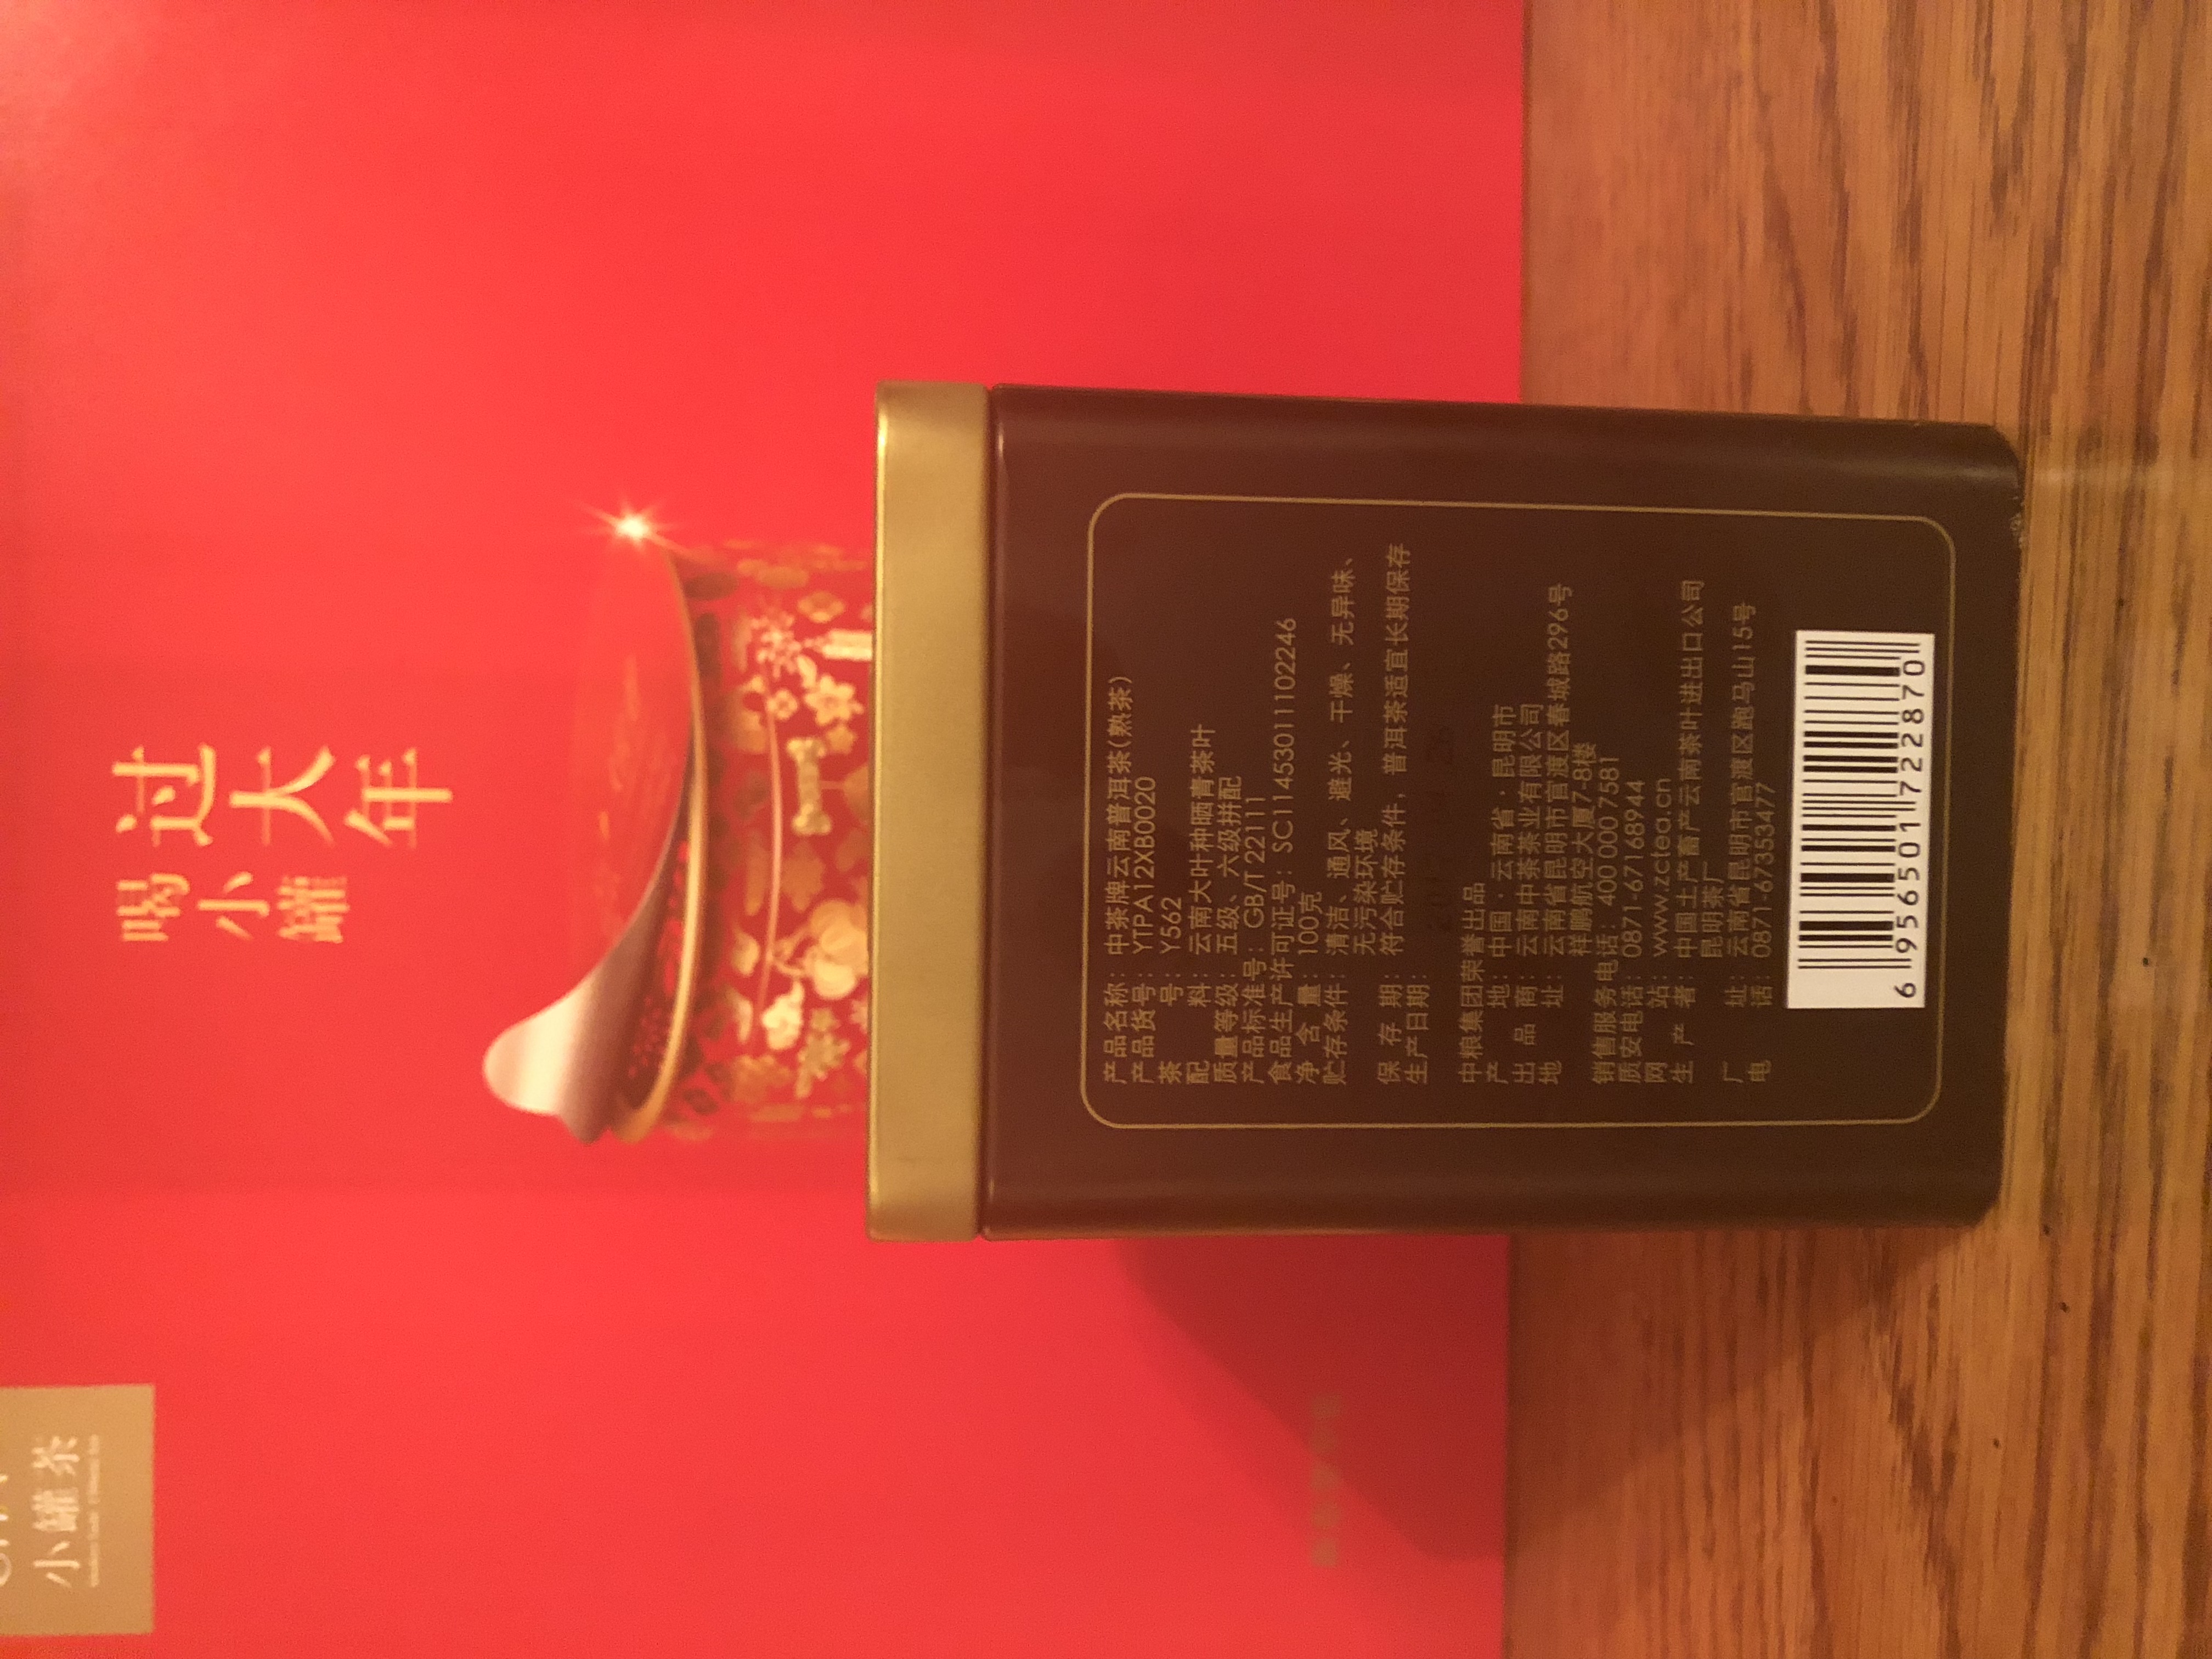 小罐茶
过大年
喝小罐
产品名称：中茶牌云南普洱茶(熟茶)
产品货号：YTPA12XB0020
茶 号：Y562
配 料：云南大叶种晒青茶叶
质量等级：五级、六级拼配
产品标准号：GB/T 22111
食品生产许可证号：SC11453011102246
净 含 量：100克
贮存条件：清洁、通风、避光、干燥、无异味、
无污染环境
保 存 期：符合贮存条件，普洱茶适宜长期保存
生产日期：
中粮集团荣誉出品
产 地：中国·云南省·昆明市
出 品 商：云南中茶茶业有限公司
地 址：云南省昆明市官渡区春城路296号
祥鹏航空大厦7-8楼
销售服务电话：400 000 7581
质安电话：0871-67168944
网 站：www.zctea.cn
生 产 者：中国土产畜产云南茶叶进出口公司
昆明茶厂
厂 址：云南省昆明市官渡区跑马山15号
电 话：0871-67353477
6 956501 722870